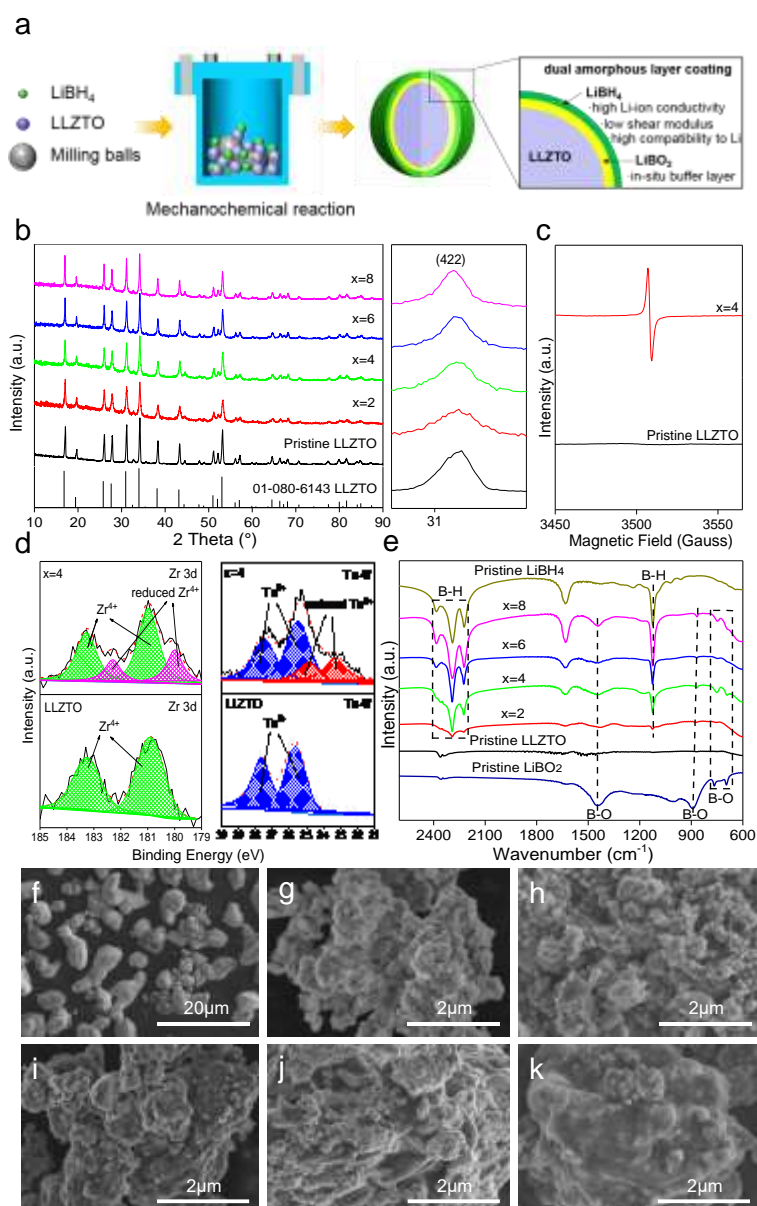 a
LiBH4
LLZTO
Milling balls
Mechanochemical reaction
dual amorphous layer coating
LiBH4
·high Li-ion conductivity
·low shear modulus
·high compatibility to Li
LLZTO
LiBO2
·in-situ buffer layer
b
Intensity (a.u.)
x=8
x=6
x=4
x=2
Pristine LLZTO
01-080-6143 LLZTO
10 20 30 40 50 60 70 80 90
2 Theta (°)
(422)
31
c
Intensity (a.u.)
x=4
Pristine LLZTO
3450 3500 3550
Magnetic Field (Gauss)
d
Intensity (a.u.)
x=4
Zr 3d
Zr4+
reduced Zr4+
LLZTO
Zr 3d
Zr4+
185 184 183 182 181 180 179
Binding Energy (eV)
x=4
LLZTO
e
Intensity (a.u.)
Pristine LiBH4
B-H
B-H
x=8
x=6
x=4
x=2
Pristine LLZTO
Pristine LiBO2
B-O
B-O
B-O
2400 2100 1800 1500 1200 900 600
Wavenumber (cm-1)
f
20μm
g
2μm
h
2μm
i
2μm
j
2μm
k
2μm